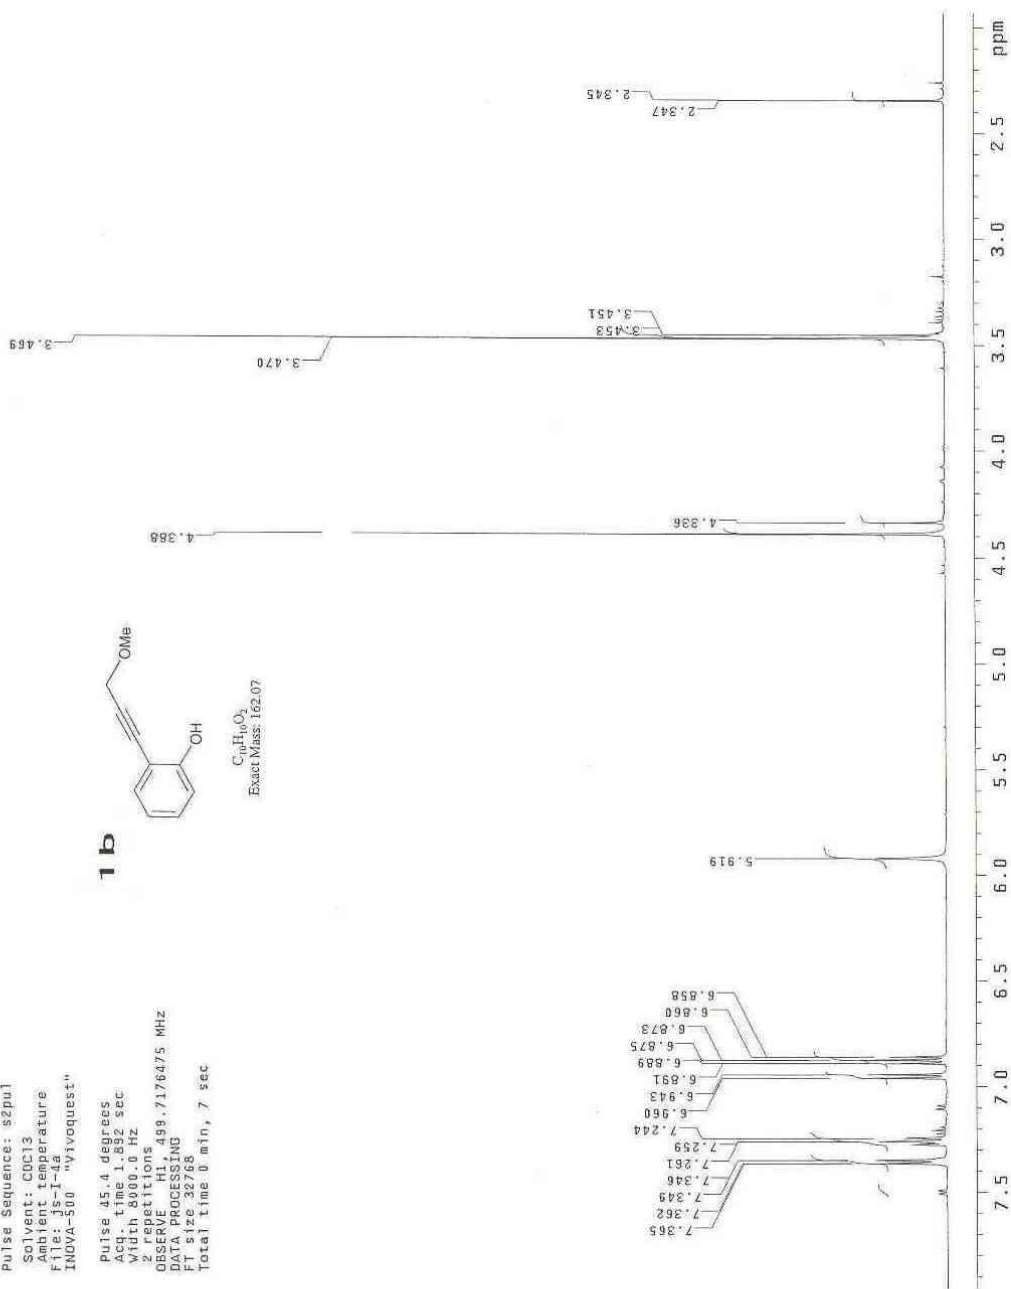 Pulse Sequence: s2pul
Solvent: CDCl3
Ambient temperature
File: js-I-4a
INOVA-500 "Vivoquest"
Pulse 45.4 degrees
Acq. time 1.892 sec
Width 8000.0 Hz
2 repetitions
OBSERVE H1, 499.7176475 MHz
DATA PROCESSING
FT size 32768
Total time 0 min, 7 sec
1b
OMe
OH
C10H10O2
Exact Mass: 162.07
7.365
7.362
7.349
7.346
7.261
7.259
7.244
6.960
6.943
6.891
6.889
6.875
6.873
6.860
6.858
5.919
4.388
4.336
3.470
3.469
3.453
3.451
2.347
2.345
7.5
7.0
6.5
6.0
5.5
5.0
4.5
4.0
3.5
3.0
2.5
ppm